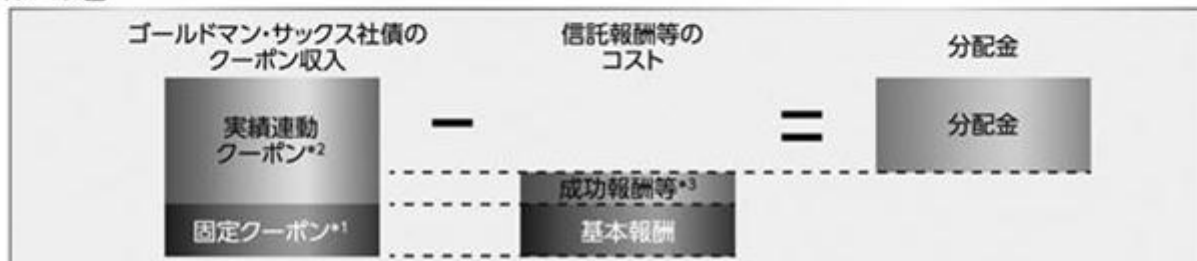 ゴールドマン・サックス社債の
クーポン収入
信託報酬等の
コスト
分配金
実績連動
クーポン*2
固定クーポン*1
成功報酬等*3
基本報酬
分配金